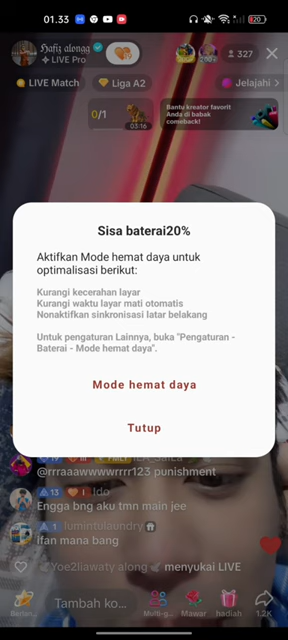 01.33
20
Hafiz alongg
LIVE Pro
327
LIVE Match
Liga A2
Jelajahi >
0/1
03:16
Bantu kreator favorit
Anda di babak
comeback!
Sisa baterai20%
Aktifkan Mode hemat daya untuk
optimalisasi berikut:
Kurangi kecerahan layar
Kurangi waktu layar mati otomatis
Nonaktifkan sinkronisasi latar belakang
Untuk pengaturan Lainnya, buka "Pengaturan -
Baterai - Mode hemat daya".
Mode hemat daya
Tutup
@rrraaawwwwrrrr123 punishment
13
1
Ido
Engga bng aku tmn main jee
1
lumintulaundry
ifan mana bang
Yoe2liawaty along menyukai LIVE
Tambah ko...
Multi-g...
Mawar
hadiah
1.2K